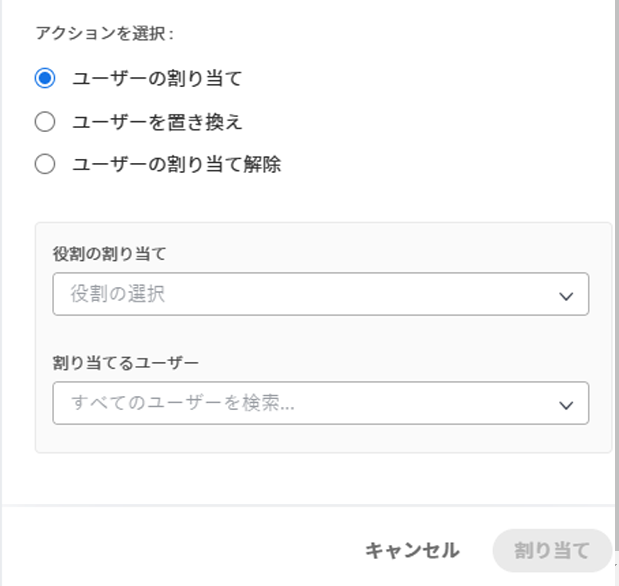 アクションを選択:
ユーザーの割り当て
ユーザーを置き換え
ユーザーの割り当て解除
役割の割り当て
役割の選択
割り当てるユーザー
すべてのユーザーを検索...
キャンセル 割り当て